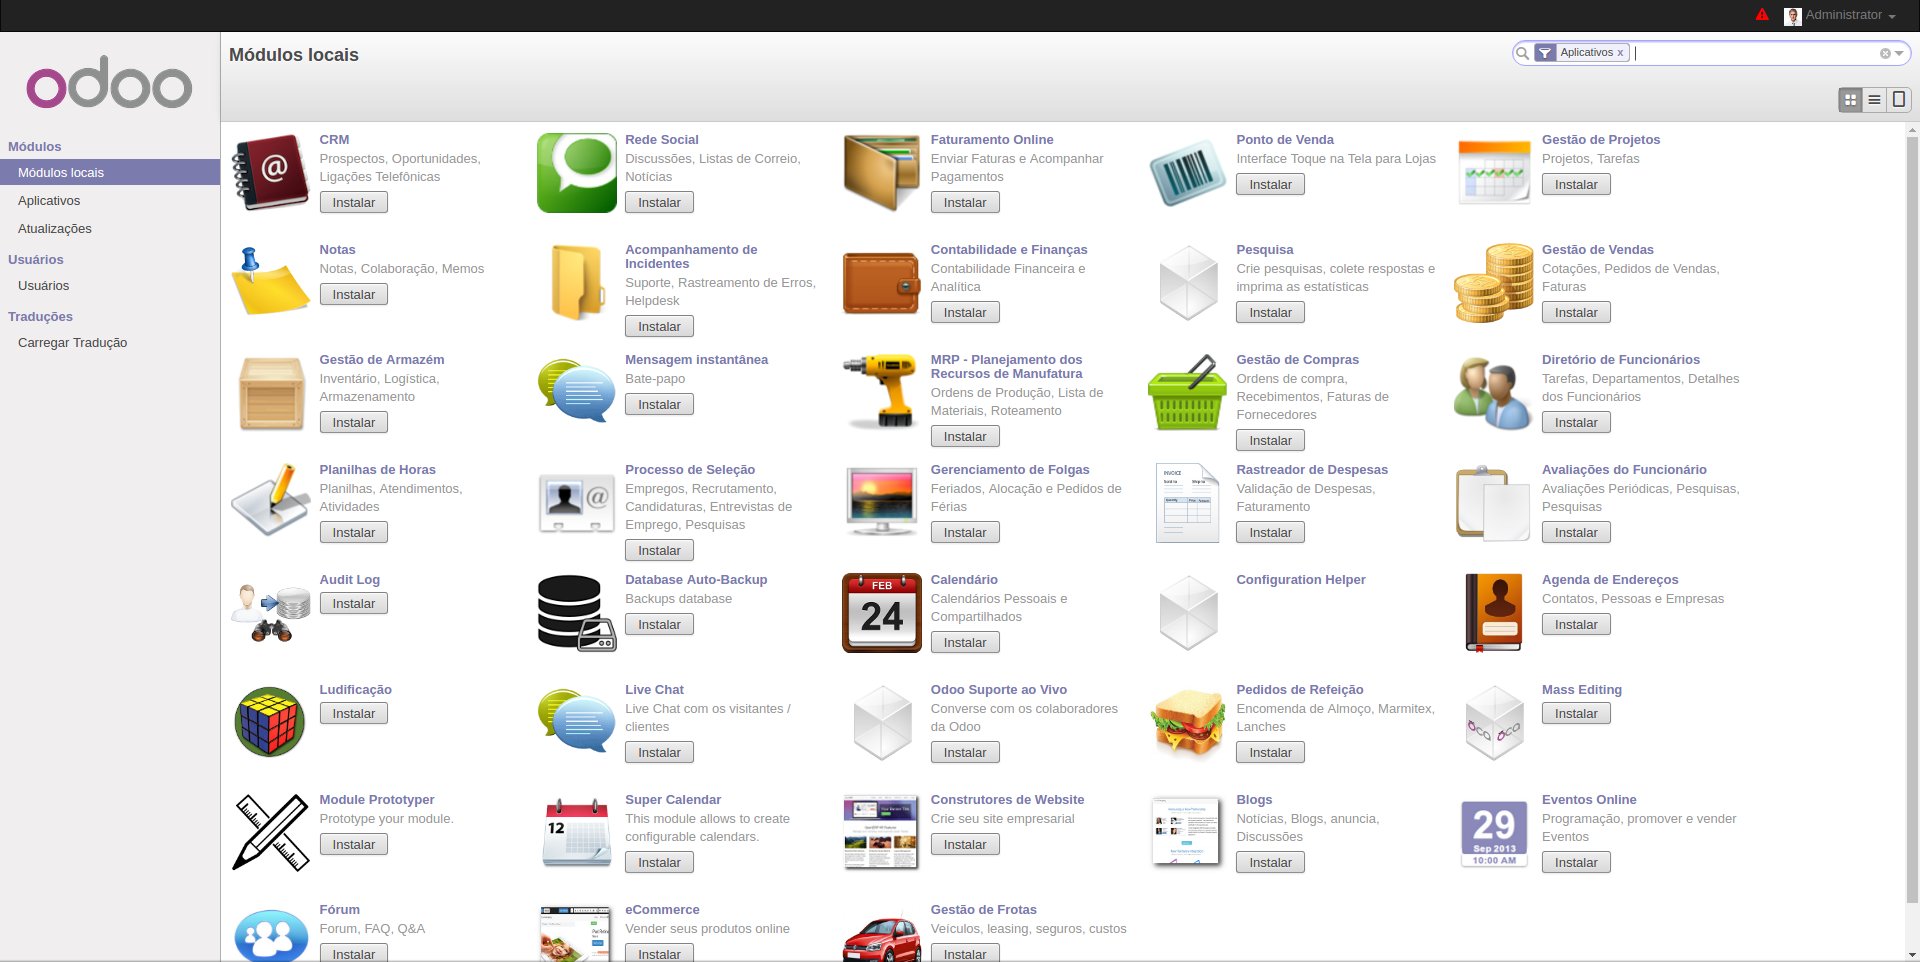 Administrator
odoo
Módulos
Módulos locais
Aplicativos
Atualizações
Usuários
Usuários
Traduções
Carregar Tradução
Módulos locais
Aplicativos x
CRM
Prospectos, Oportunidades,
Ligações Telefônicas
Instalar
Rede Social
Discussões, Listas de Correio,
Notícias
Instalar
Faturamento Online
Enviar Faturas e Acompanhar
Pagamentos
Instalar
Ponto de Venda
Interface Toque na Tela para Lojas
Instalar
Gestão de Projetos
Projetos, Tarefas
Instalar
Notas
Notas, Colaboração, Memos
Instalar
Acompanhamento de
Incidentes
Suporte, Rastreamento de Erros,
Helpdesk
Instalar
Contabilidade e Finanças
Contabilidade Financeira e
Analítica
Instalar
Pesquisa
Crie pesquisas, colete respostas e
imprima as estatísticas
Instalar
Gestão de Vendas
Cotações, Pedidos de Vendas,
Faturas
Instalar
Gestão de Armazém
Inventário, Logística,
Armazenamento
Instalar
Mensagem instantânea
Bate-papo
Instalar
MRP - Planejamento dos
Recursos de Manufatura
Ordens de Produção, Lista de
Materiais, Roteamento
Instalar
Gestão de Compras
Ordens de compra,
Recebimentos, Faturas de
Fornecedores
Instalar
Diretório de Funcionários
Tarefas, Departamentos, Detalhes
dos Funcionários
Instalar
Planilhas de Horas
Planilhas, Atendimentos,
Atividades
Instalar
Processo de Seleção
Empregos, Recrutamento,
Candidaturas, Entrevistas de
Emprego, Pesquisas
Instalar
Gerenciamento de Folgas
Feriados, Alocação e Pedidos de
Férias
Instalar
INVOICE
Rastreador de Despesas
Validação de Despesas,
Faturamento
Instalar
Avaliações do Funcionário
Avaliações Periódicas, Pesquisas,
Pesquisas
Instalar
Audit Log
Instalar
Database Auto-Backup
Backups database
Instalar
FEB
24
Calendário
Calendários Pessoais e
Compartilhados
Instalar
Configuration Helper
Agenda de Endereços
Contatos, Pessoas e Empresas
Instalar
Ludificação
Instalar
Live Chat
Live Chat com os visitantes /
clientes
Instalar
Odoo Suporte ao Vivo
Converse com os colaboradores
da Odoo
Instalar
Pedidos de Refeição
Encomenda de Almoço, Marmitex,
Lanches
Instalar
oca oca
Mass Editing
Instalar
Module Prototyper
Prototype your module.
Instalar
12
Super Calendar
This module allows to create
configurable calendars.
Instalar
Construtores de Website
Crie seu site empresarial
Instalar
Blogs
Notícias, Blogs, anuncia,
Discussões
Instalar
29
Sep 2013
10:00 AM
Eventos Online
Programação, promover e vender
Eventos
Instalar
Fórum
Forum, FAQ, Q&A
Instalar
eCommerce
Vender seus produtos online
Instalar
Gestão de Frotas
Veículos, leasing, seguros, custos
Instalar